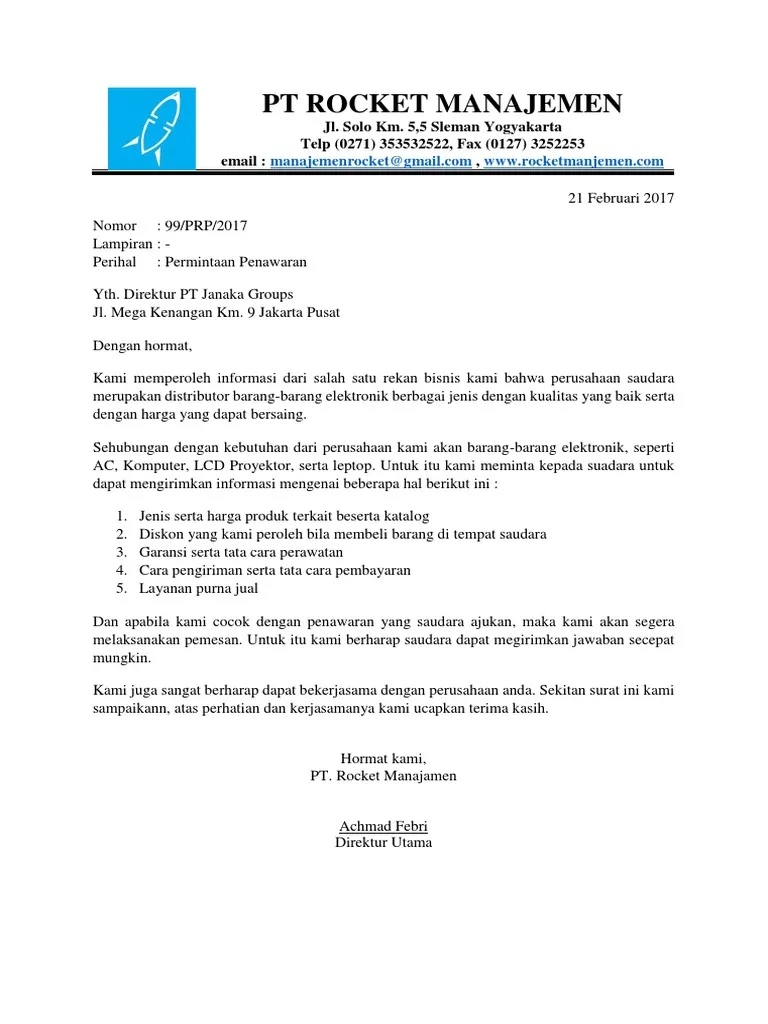 PT ROCKET MANAJEMEN
Jl. Solo Km. 5,5 Sleman Yogyakarta
Telp (0271) 353532522, Fax (0127) 3252253
email : manajemenrocket@gmail.com , www.rocketmanjemen.com
21 Februari 2017
Nomor : 99/PRP/2017
Lampiran : -
Perihal : Permintaan Penawaran
Yth. Direktur PT Janaka Groups
Jl. Mega Kenangan Km. 9 Jakarta Pusat
Dengan hormat,
Kami memperoleh informasi dari salah satu rekan bisnis kami bahwa perusahaan saudara
merupakan distributor barang-barang elektronik berbagai jenis dengan kualitas yang baik serta
dengan harga yang dapat bersaing.
Sehubungan dengan kebutuhan dari perusahaan kami akan barang-barang elektronik, seperti
AC, Komputer, LCD Proyektor, serta leptop. Untuk itu kami meminta kepada suadara untuk
dapat mengirimkan informasi mengenai beberapa hal berikut ini :
1. Jenis serta harga produk terkait beserta katalog
2. Diskon yang kami peroleh bila membeli barang di tempat saudara
3. Garansi serta tata cara perawatan
4. Cara pengiriman serta tata cara pembayaran
5. Layanan purna jual
Dan apabila kami cocok dengan penawaran yang saudara ajukan, maka kami akan segera
melaksanakan pemesan. Untuk itu kami berharap saudara dapat megirimkan jawaban secepat
mungkin.
Kami juga sangat berharap dapat bekerjasama dengan perusahaan anda. Sekitan surat ini kami
sampaikann, atas perhatian dan kerjasamanya kami ucapkan terima kasih.
Hormat kami,
PT. Rocket Manajamen
Achmad Febri
Direktur Utama